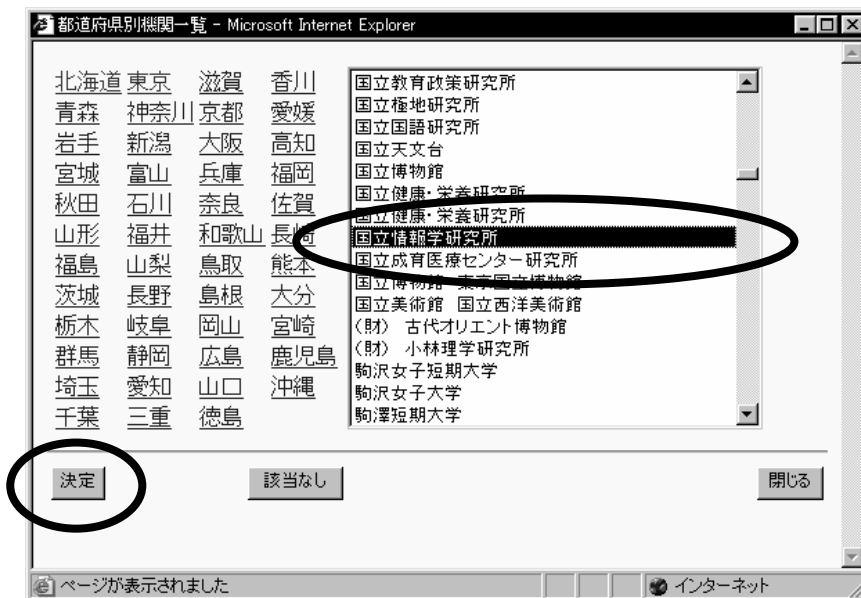 都道府県別機関一覧 - Microsoft Internet Explorer
北海道 東京 滋賀 香川
青森 神奈川 京都 愛媛
岩手 新潟 大阪 高知
宮城 富山 兵庫 福岡
秋田 石川 奈良 佐賀
山形 福井 和歌山 長崎
福島 山梨 鳥取 熊本
茨城 長野 島根 大分
栃木 岐阜 岡山 宮崎
群馬 静岡 広島 鹿児島
埼玉 愛知 山口 沖縄
千葉 三重 徳島
国立教育政策研究所
国立極地研究所
国立国語研究所
国立天文台
国立博物館
国立健康・栄養研究所
国立健康・栄養研究所
国立情報学研究所
国立成育医療センター研究所
国立博物館 東京国立博物館
国立美術館 国立西洋美術館
(財) 古代オリエント博物館
(財) 小林理学研究所
駒沢女子短期大学
駒沢女子大学
駒澤短期大学
決定 該当なし 閉じる
ページが表示されました インターネット